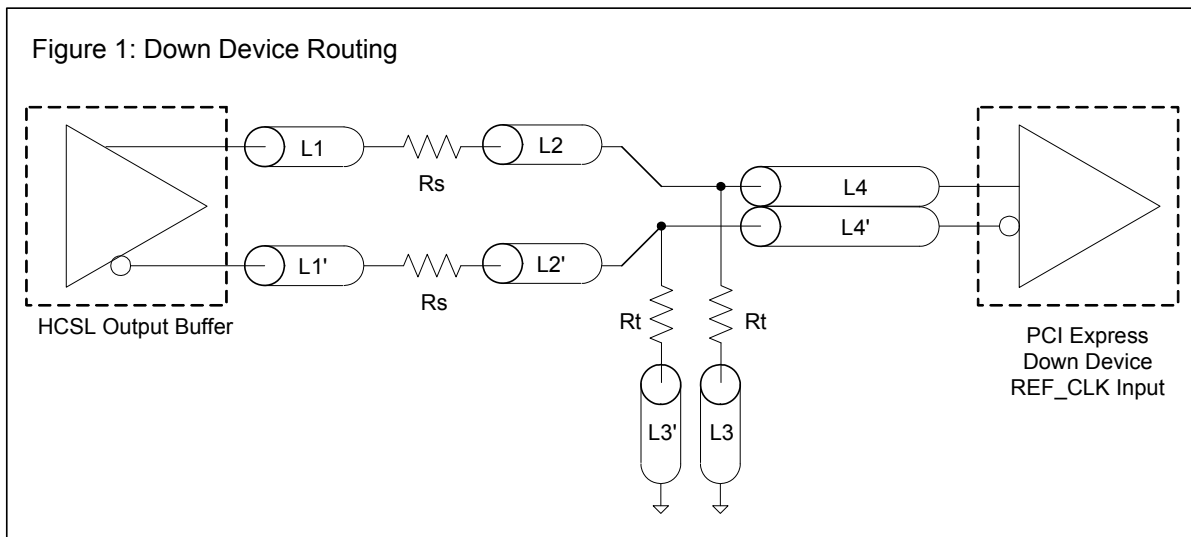 Figure 1: Down Device Routing
L1
Rs
L2
L4
L4'
L1'
Rs
L2'
HCSL Output Buffer
Rt
Rt
L3'
L3
PCI Express
Down Device
REF_CLK Input